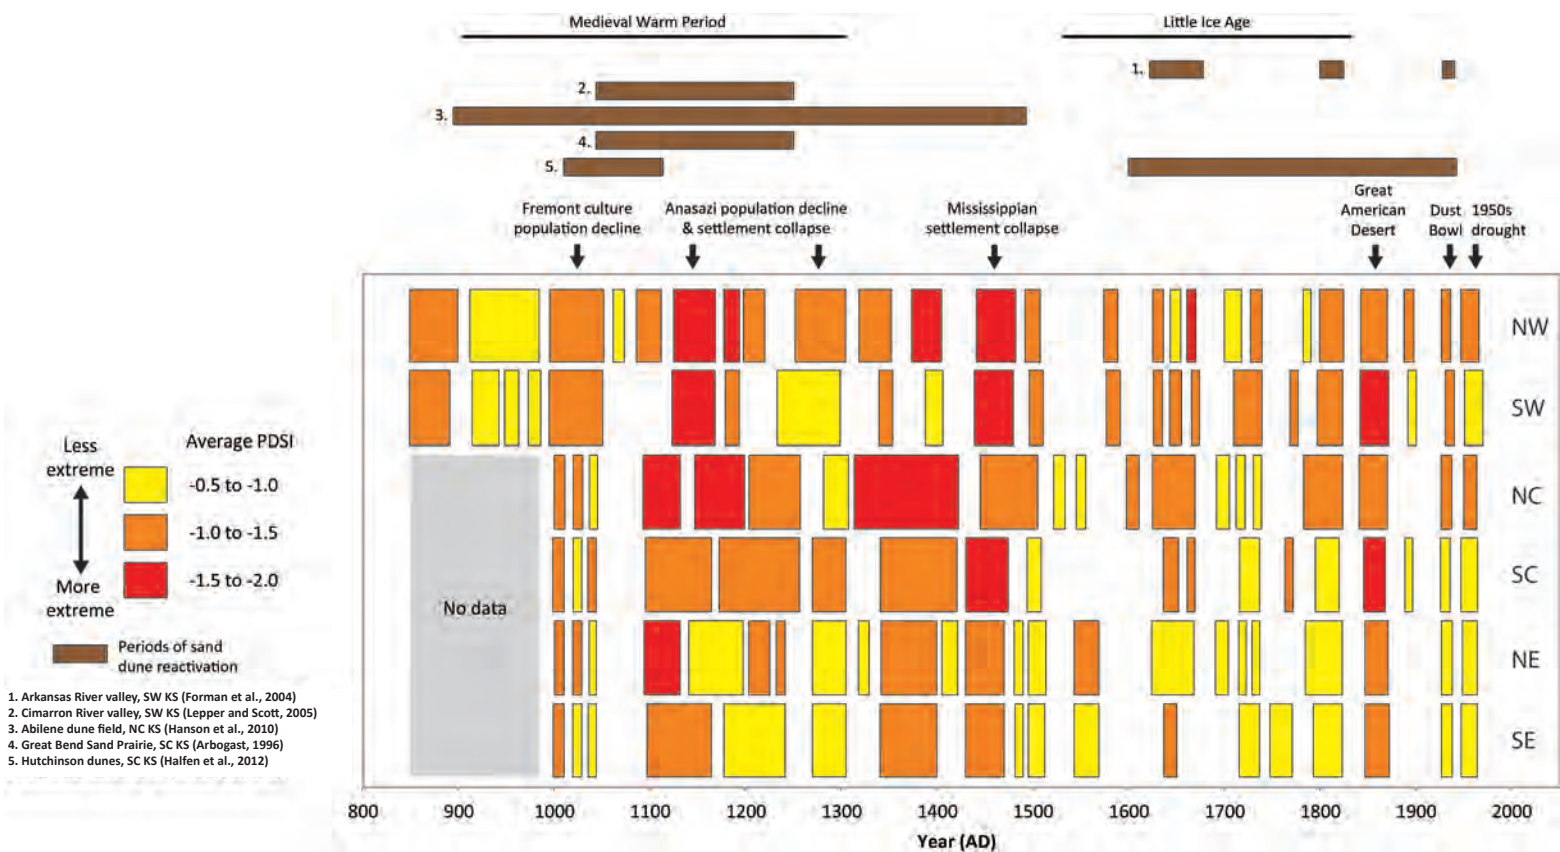 Medieval Warm Period
Little Ice Age
1.
2.
3.
4.
5.
Fremont culture
population decline
Anasazi population decline
& settlement collapse
Mississippian
settlement collapse
Great
American
Desert
Dust
Bowl
1950s
drought
NW
SW
NC
SC
NE
SE
No data
Less
extreme
More
extreme
Average PDSI
-0.5 to -1.0
-1.0 to -1.5
-1.5 to -2.0
Periods of sand
dune reactivation
1. Arkansas River valley, SW KS (Forman et al., 2004)
2. Cimarron River valley, SW KS (Lepper and Scott, 2005)
3. Abilene dune field, NC KS (Hanson et al., 2010)
4. Great Bend Sand Prairie, SC KS (Arbogast, 1996)
5. Hutchinson dunes, SC KS (Halfen et al., 2012)
800 900 1000 1100 1200 1300 1400 1500 1600 1700 1800 1900 2000
Year (AD)